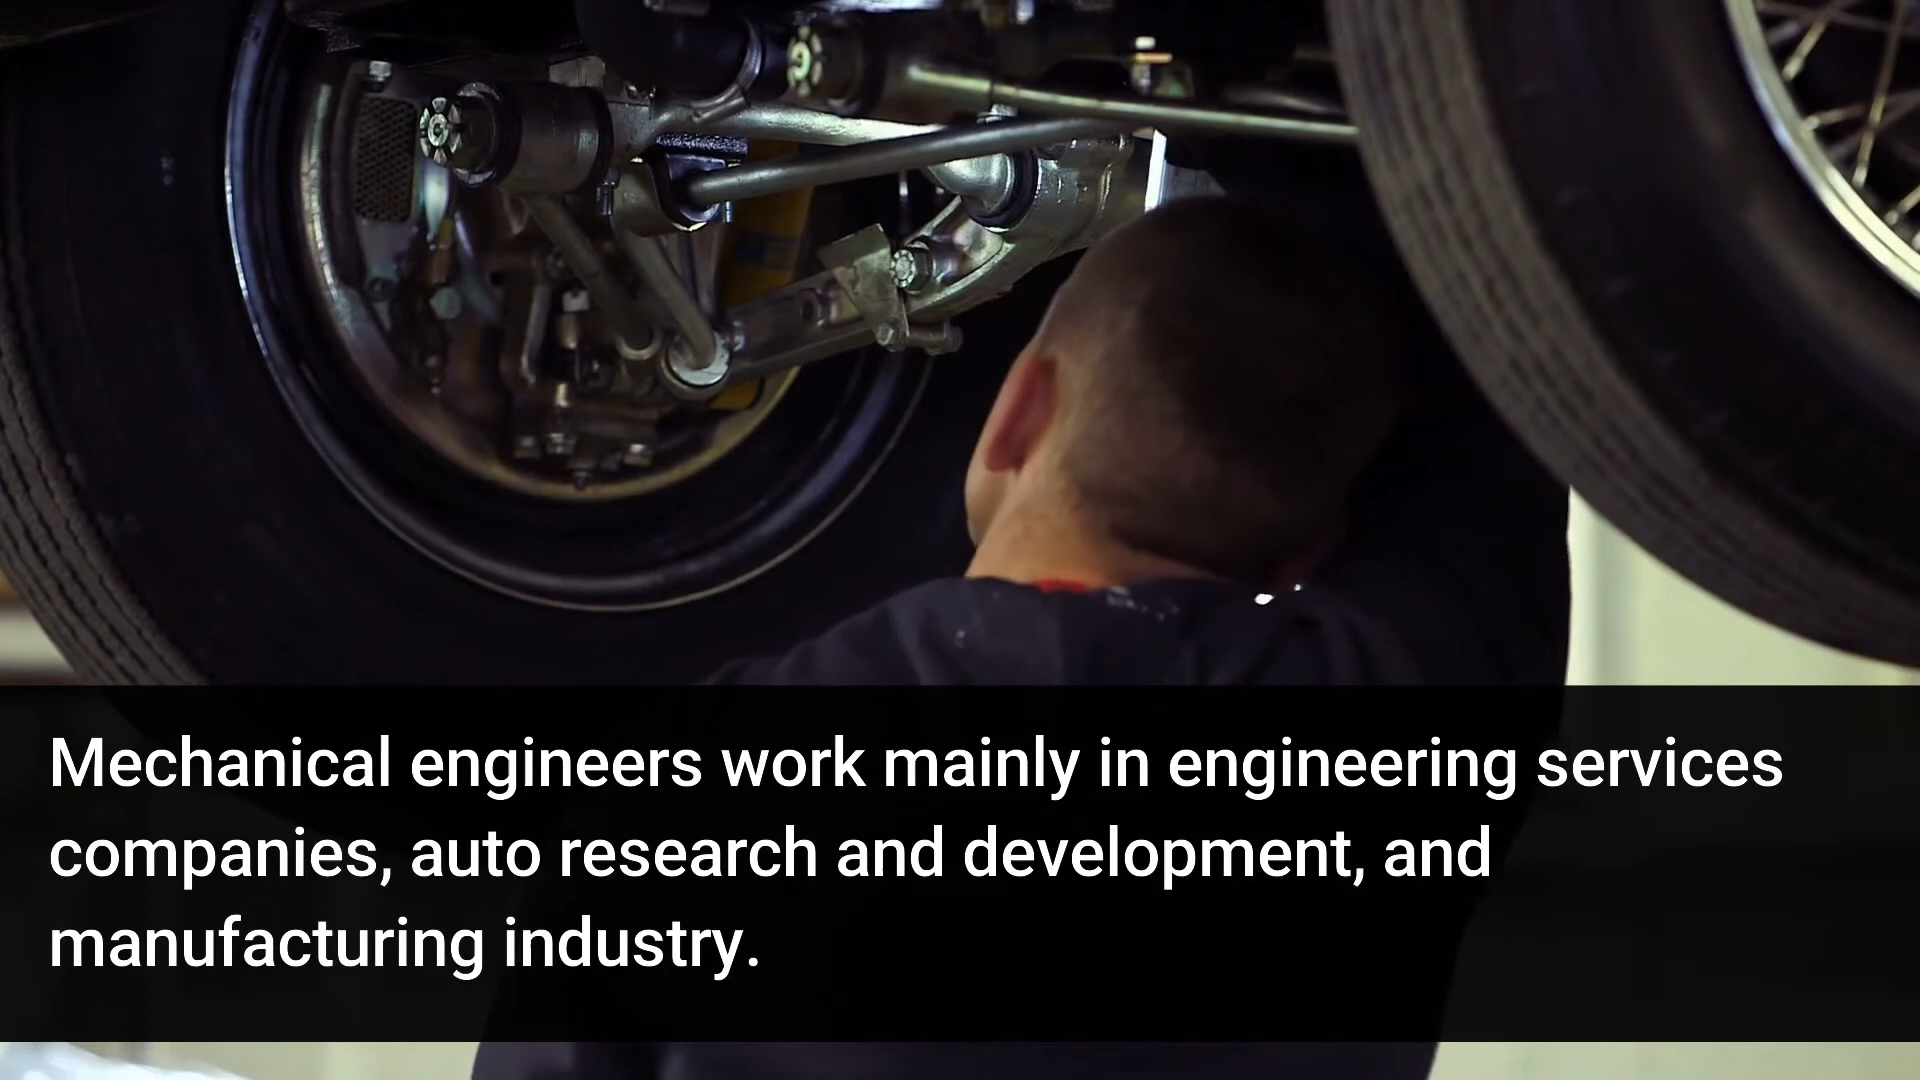 Mechanical engineers work mainly in engineering services
companies, auto research and development, and
manufacturing industry.